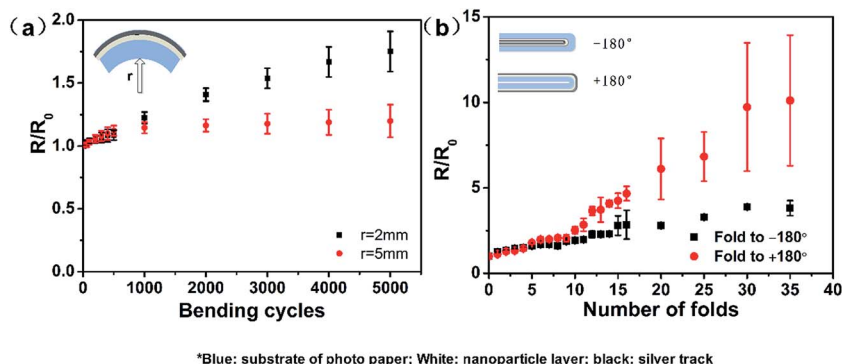 (a)
2.0
1.5
1.0
0.5
0.0
R/R0
r
r=2mm
r=5mm
0 1000 2000 3000 4000 5000
Bending cycles
(b)
15
10
5
0
R/R0
−180°
+180°
Fold to −180°
Fold to +180°
0 5 10 15 20 25 30 35 40
Number of folds
*Blue: substrate of photo paper; White: nanoparticle layer; black: silver track